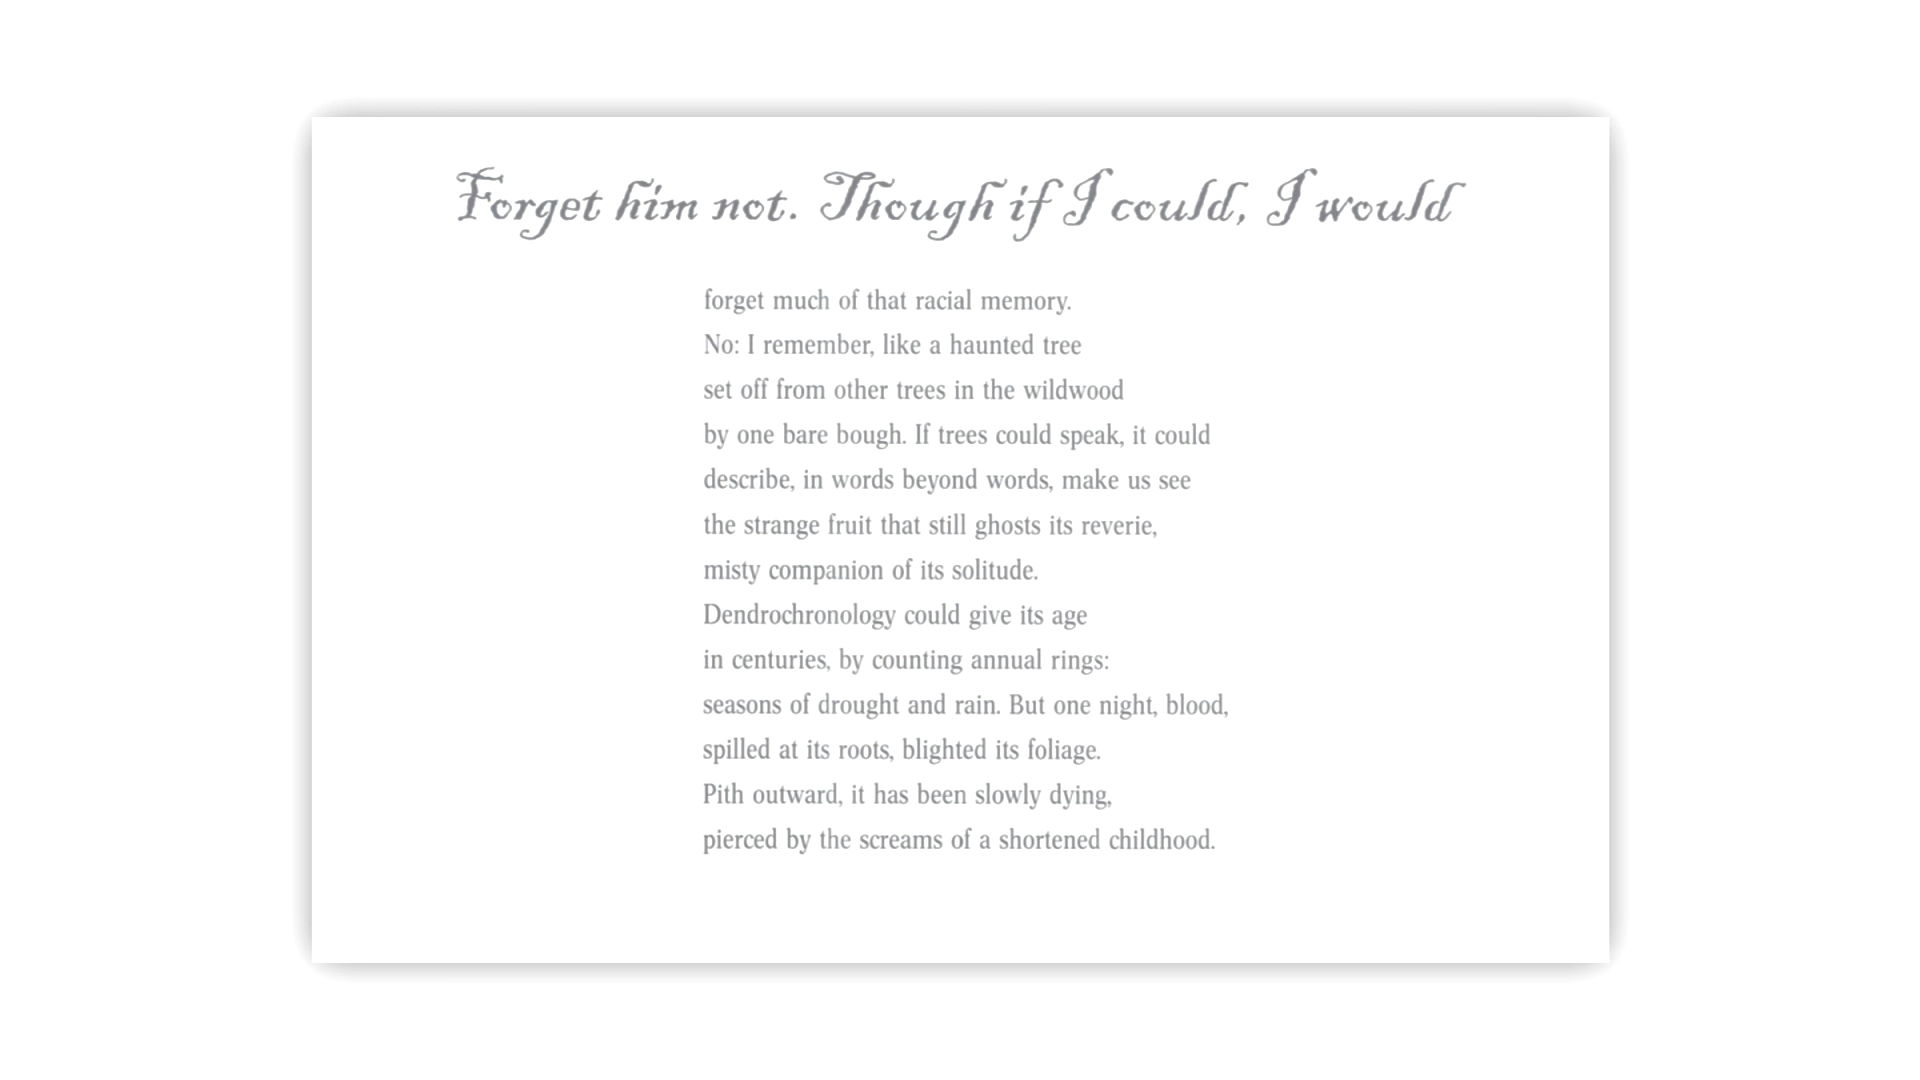 Forget him not. Though if I could, I would
forget much of that racial memory.
No: I remember, like a haunted tree
set off from other trees in the wildwood
by one bare bough. If trees could speak, it could
describe, in words beyond words, make us see
the strange fruit that still ghosts its reverie,
misty companion of its solitude.
Dendrochronology could give its age
in centuries, by counting annual rings:
seasons of drought and rain. But one night, blood,
spilled at its roots, blighted its foliage.
Pith outward, it has been slowly dying,
pierced by the screams of a shortened childhood.